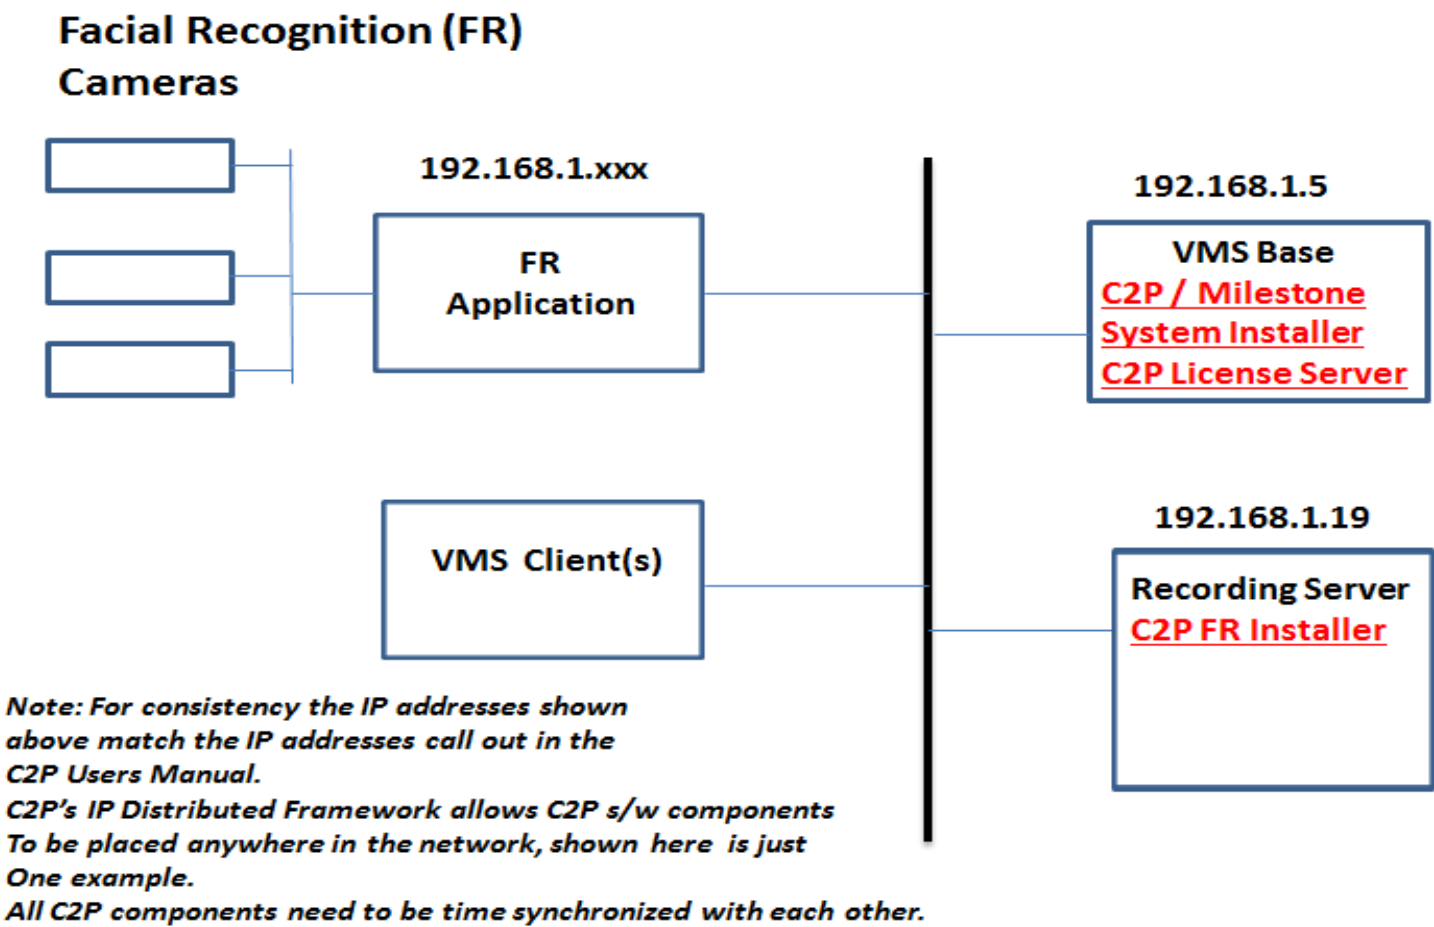 Facial Recognition (FR)
Cameras
192.168.1.xxx
FR
Application
192.168.1.5
VMS Base
C2P / Milestone
System Installer
C2P License Server
VMS Client(s)
192.168.1.19
Recording Server
C2P FR Installer
Note: For consistency the IP addresses shown
above match the IP addresses call out in the
C2P Users Manual.
C2P’s IP Distributed Framework allows C2P s/w components
To be placed anywhere in the network, shown here is just
One example.
All C2P components need to be time synchronized with each other.